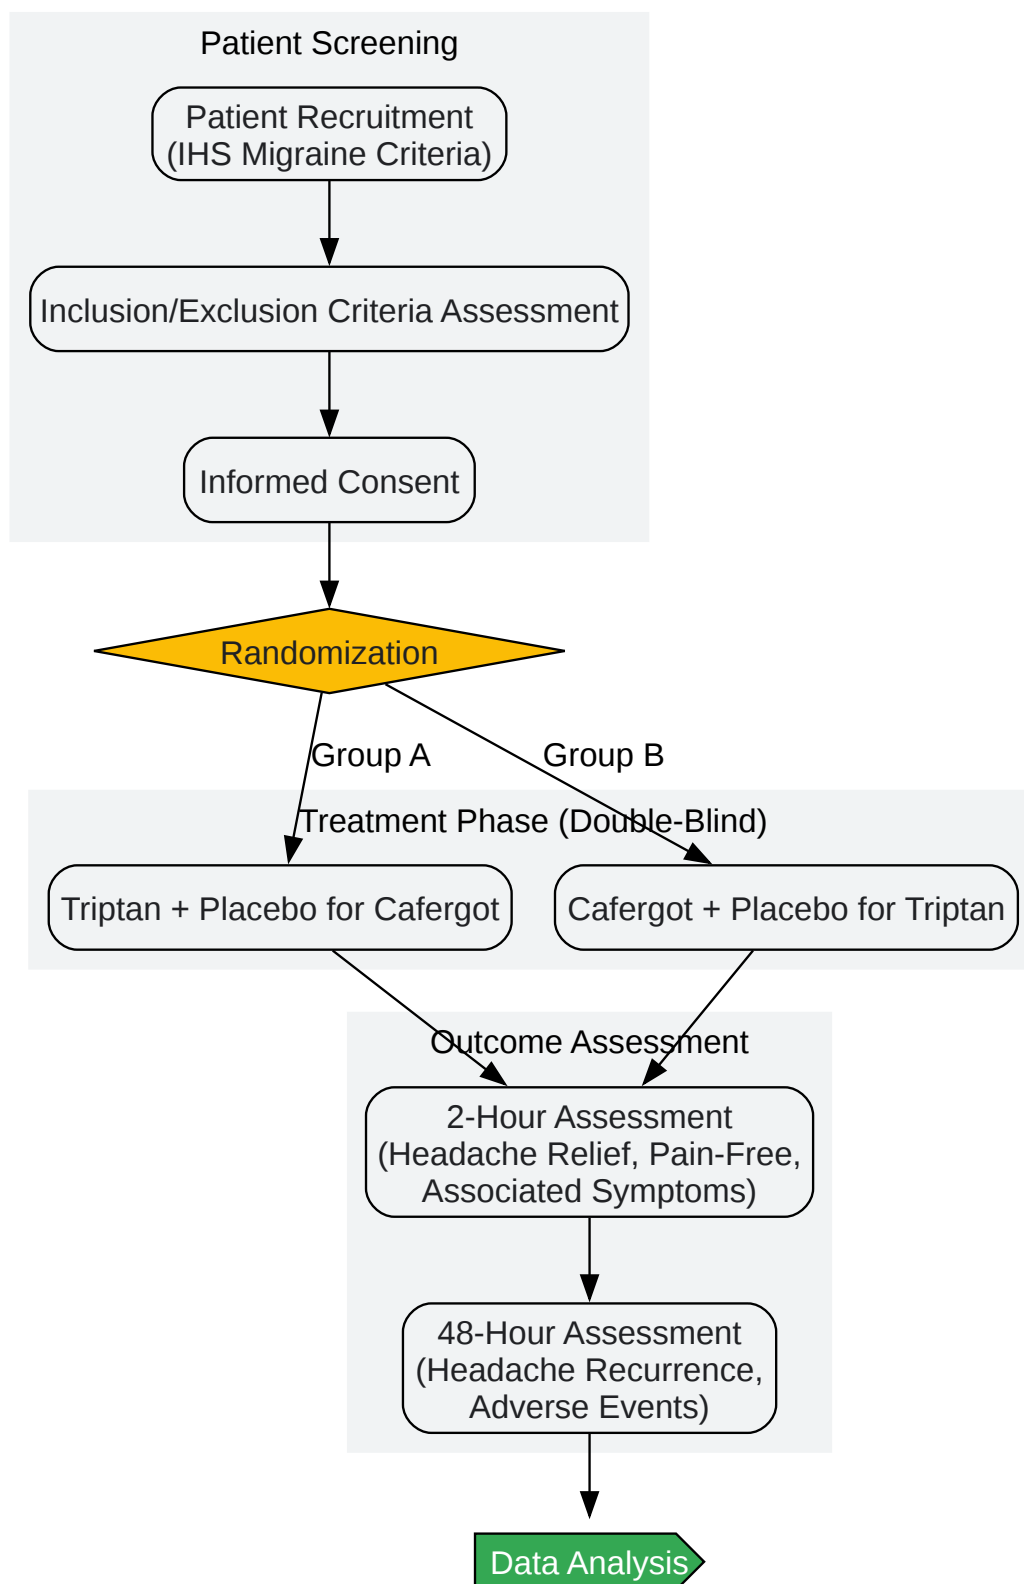 Patient Screening
Patient Recruitment
(IHS Migraine Criteria)
Inclusion/Exclusion Criteria Assessment
Informed Consent
Randomization
Group A
Group B
Treatment Phase (Double-Blind)
Triptan + Placebo for Cafergot
Cafergot + Placebo for Triptan
Outcome Assessment
2-Hour Assessment
(Headache Relief, Pain-Free,
Associated Symptoms)
48-Hour Assessment
(Headache Recurrence,
Adverse Events)
Data Analysis